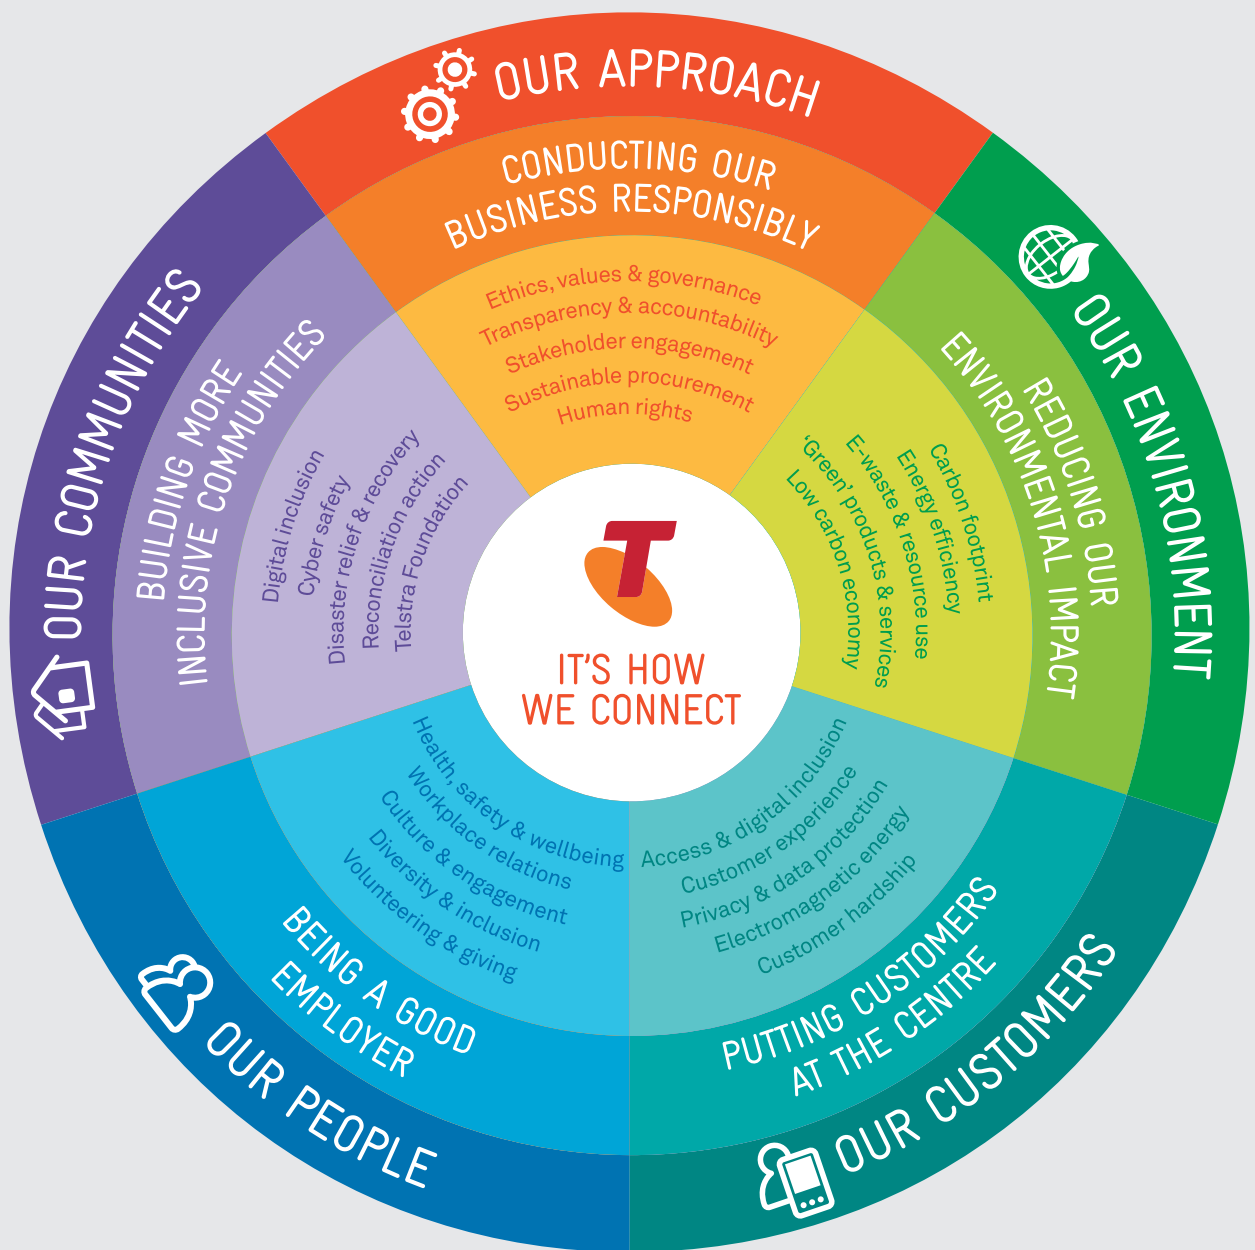 OUR APPROACH
CONDUCTING OUR
BUSINESS RESPONSIBLY
Ethics, values & governance
Transparency & accountability
Stakeholder engagement
Sustainable procurement
Human rights
OUR ENVIRONMENT
REDUCING OUR
ENVIRONMENTAL IMPACT
Carbon footprint
Energy efficiency
E-waste & resource use
‘Green’ products & services
Low carbon economy
OUR CUSTOMERS
PUTTING CUSTOMERS
AT THE CENTRE
Access & digital inclusion
Customer experience
Privacy & data protection
Electromagnetic energy
Customer hardship
OUR PEOPLE
BEING A GOOD
EMPLOYER
Health, safety & wellbeing
Workplace relations
Culture & engagement
Diversity & inclusion
Volunteering & giving
OUR COMMUNITIES
BUILDING MORE
INCLUSIVE COMMUNITIES
Digital inclusion
Cyber safety
Disaster relief & recovery
Reconciliation action
Telstra Foundation
T
IT’S HOW
WE CONNECT